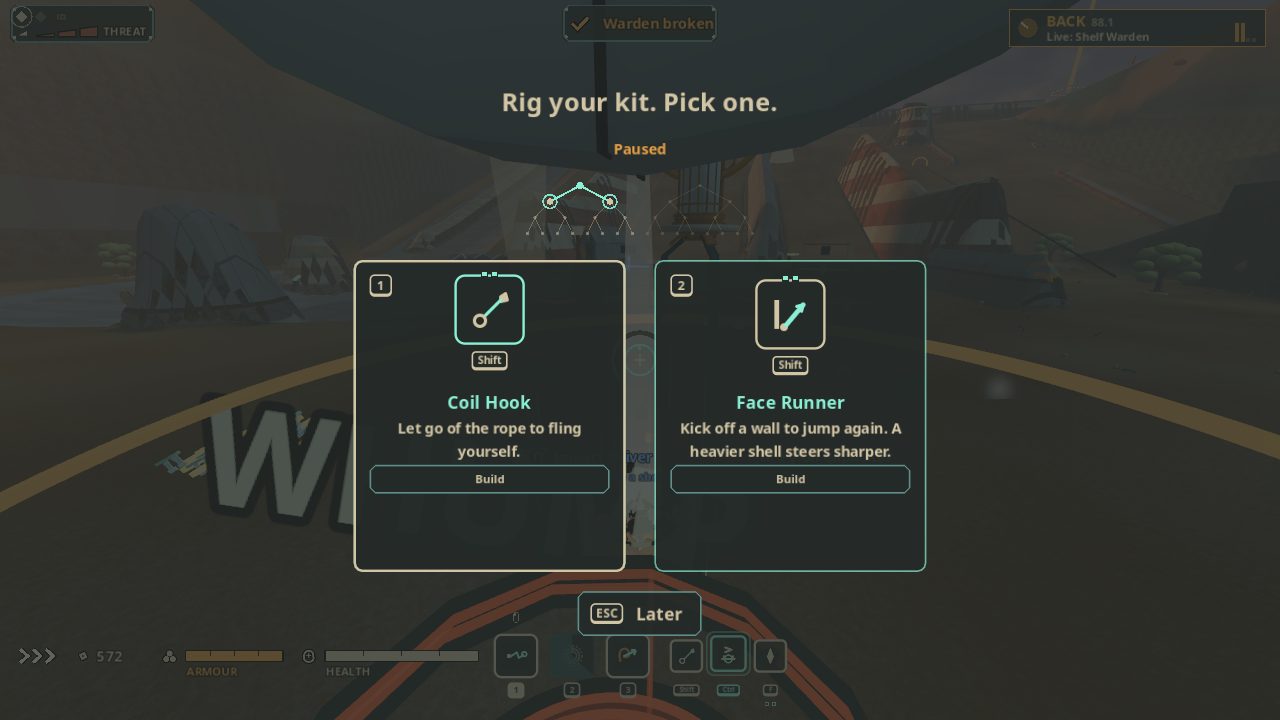 THREAT
Warden broken
BACK 88.1
Live: Shelf Warden
Rig your kit. Pick one.
Paused
1
Shift
Coil Hook
Let go of the rope to fling
yourself.
Build
2
Shift
Face Runner
Kick off a wall to jump again. A
heavier shell steers sharper.
Build
ESC Later
572
ARMOUR
HEALTH
1
2
3
Shift
Ctrl
F